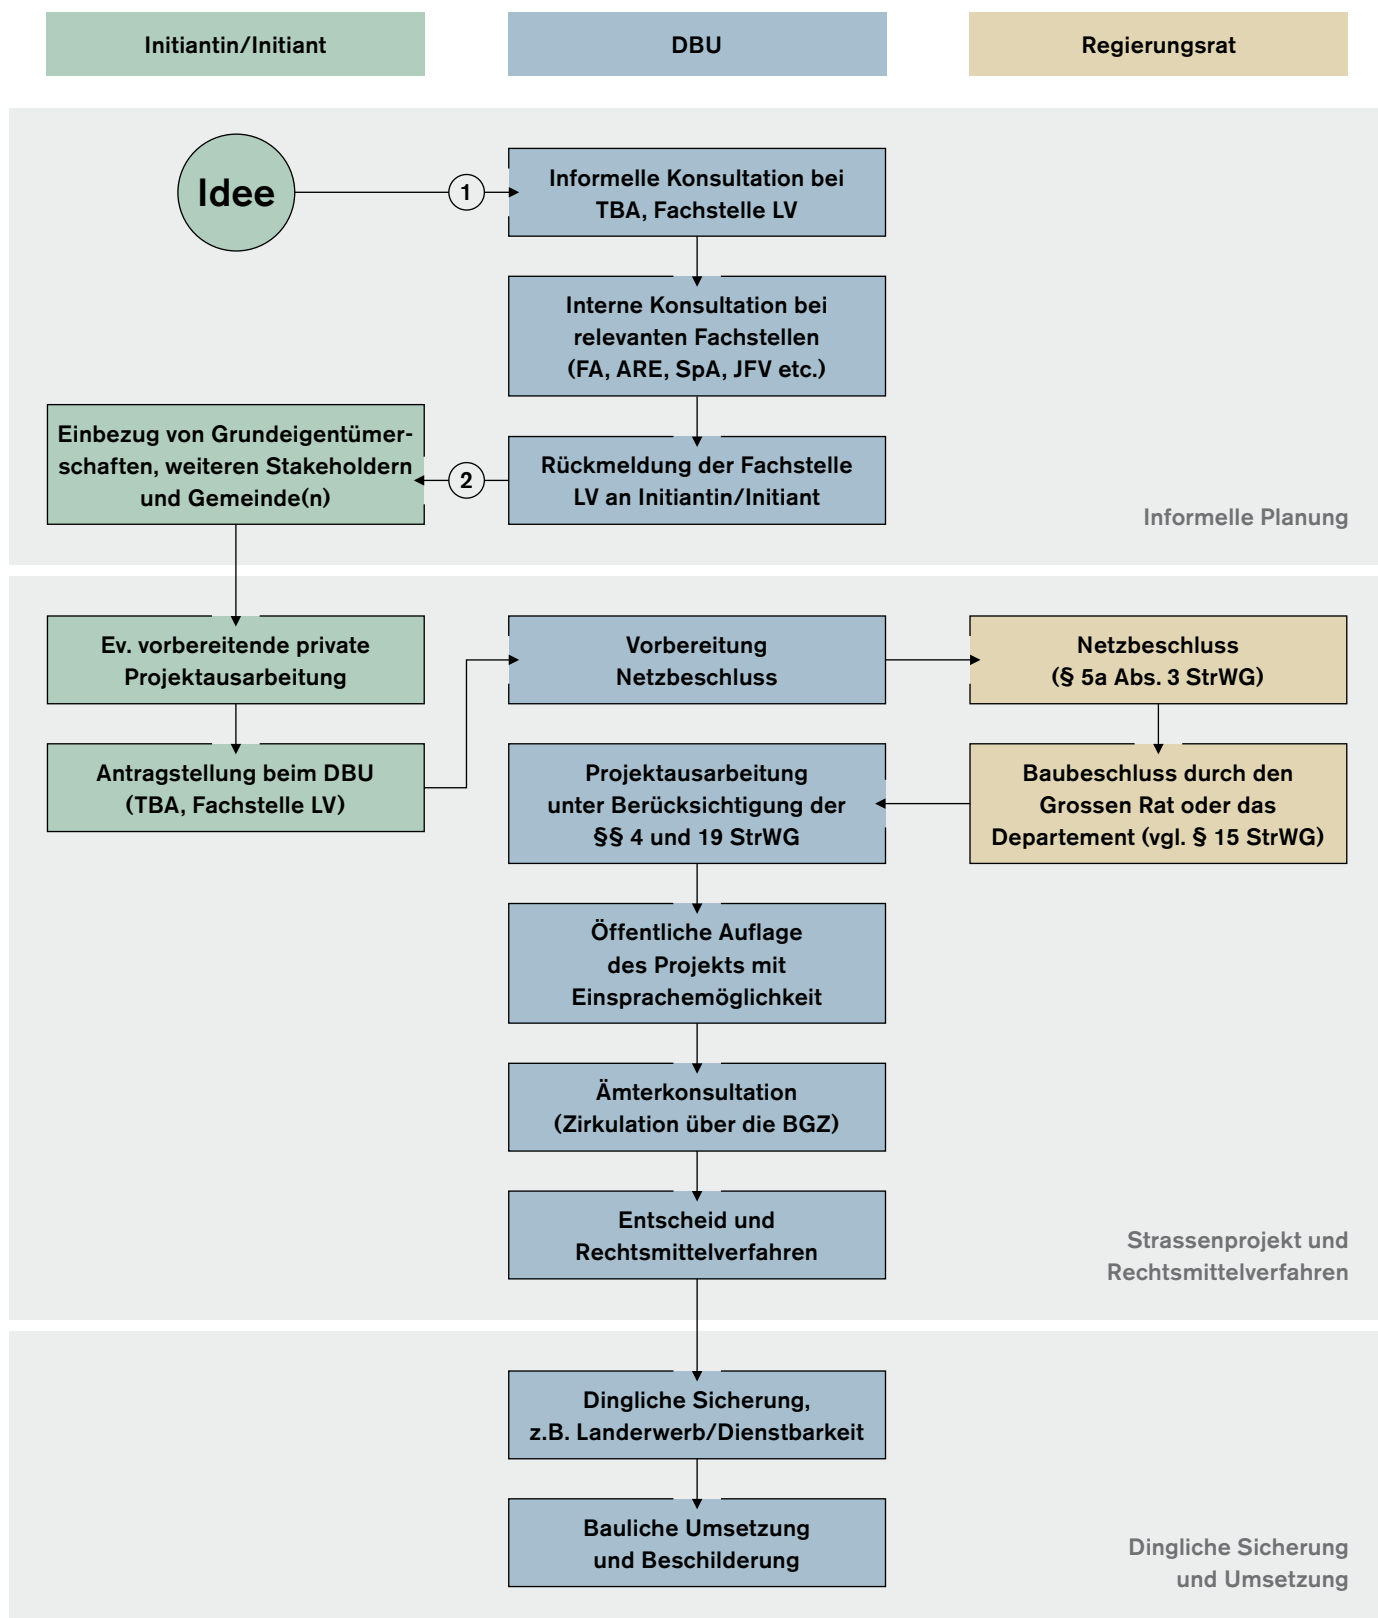 Initiantin/Initiant
DBU
Regierungsrat
Idee
1
Informelle Konsultation bei
TBA, Fachstelle LV
Interne Konsultation bei
relevanten Fachstellen
(FA, ARE, SpA, JFV etc.)
Einbezug von Grundeigentümer-
schaften, weiteren Stakeholdern
und Gemeinde(n)
2
Rückmeldung der Fachstelle
LV an Initiantin/Initiant
Informelle Planung
Ev. vorbereitende private
Projektausarbeitung
Vorbereitung
Netzbeschluss
Netzbeschluss
(§ 5a Abs. 3 StrWG)
Antragstellung beim DBU
(TBA, Fachstelle LV)
Projektausarbeitung
unter Berücksichtigung der
§§ 4 und 19 StrWG
Baubeschluss durch den
Grossen Rat oder das
Departement (vgl. § 15 StrWG)
Öffentliche Auflage
des Projekts mit
Einsprachemöglichkeit
Ämterkonsultation
(Zirkulation über die BGZ)
Entscheid und
Rechtsmittelverfahren
Strassenprojekt und
Rechtsmittelverfahren
Dingliche Sicherung,
z.B. Landerwerb/Dienstbarkeit
Bauliche Umsetzung
und Beschilderung
Dingliche Sicherung
und Umsetzung